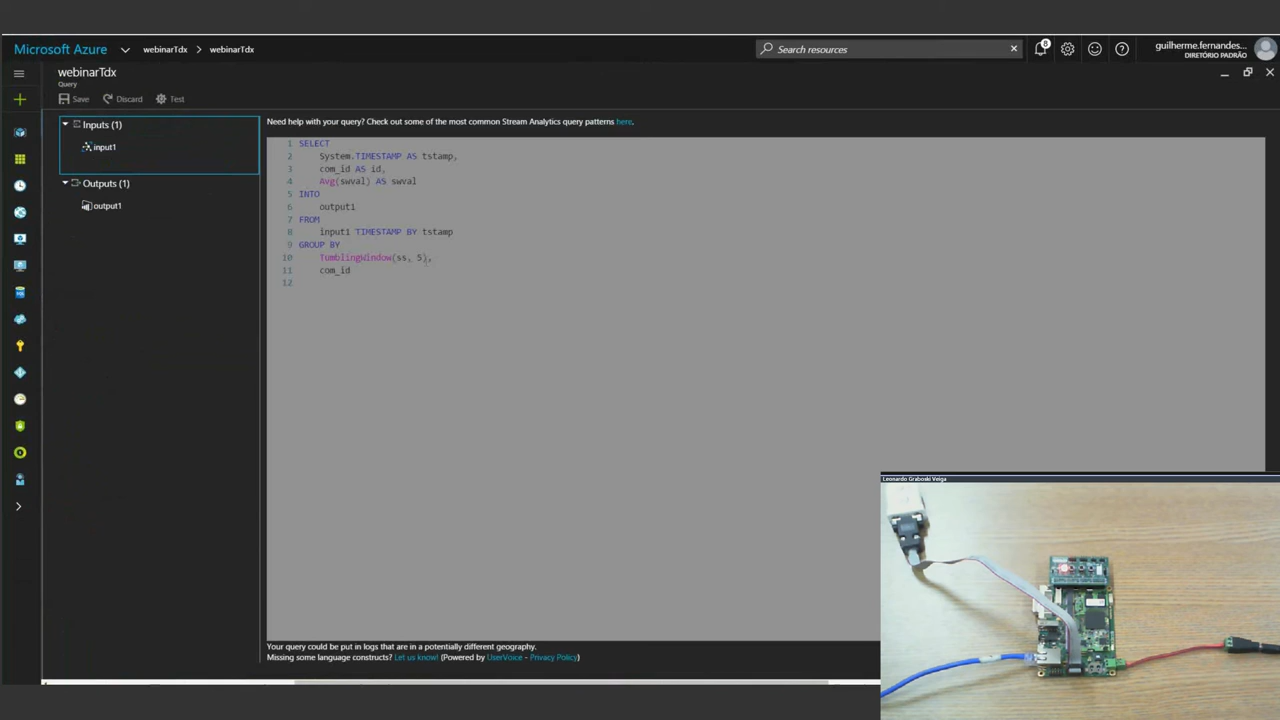 Microsoft Azure webinarTdx > webinarTdx Search resources 8 guilherme.fernandes...
DIRETÓRIO PADRÃO
webinarTdx
Query
Save Discard Test
Inputs (1)
input1
Outputs (1)
output1
Need help with your query? Check out some of the most common Stream Analytics query patterns here.
1 SELECT
2 System.TIMESTAMP AS tstamp,
3 com_id AS id,
4 Avg(swval) AS swval
5 INTO
6 output1
7 FROM
8 input1 TIMESTAMP BY tstamp
9 GROUP BY
10 TumblingWindow(ss, 5),
11 com_id
12
Leonardo Graboski Veiga
Your query could be put in logs that are in a potentially different geography.
Missing some language constructs? Let us know! (Powered by UserVoice - Privacy Policy)